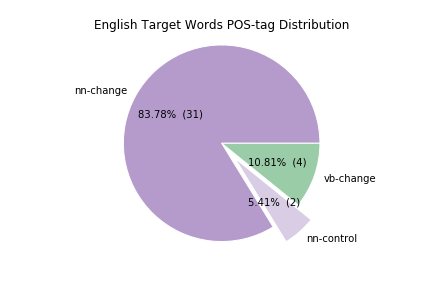 English Target Words POS-tag Distribution
nn-change
83.78% (31)
10.81% (4)
vb-change
5.41% (2)
nn-control